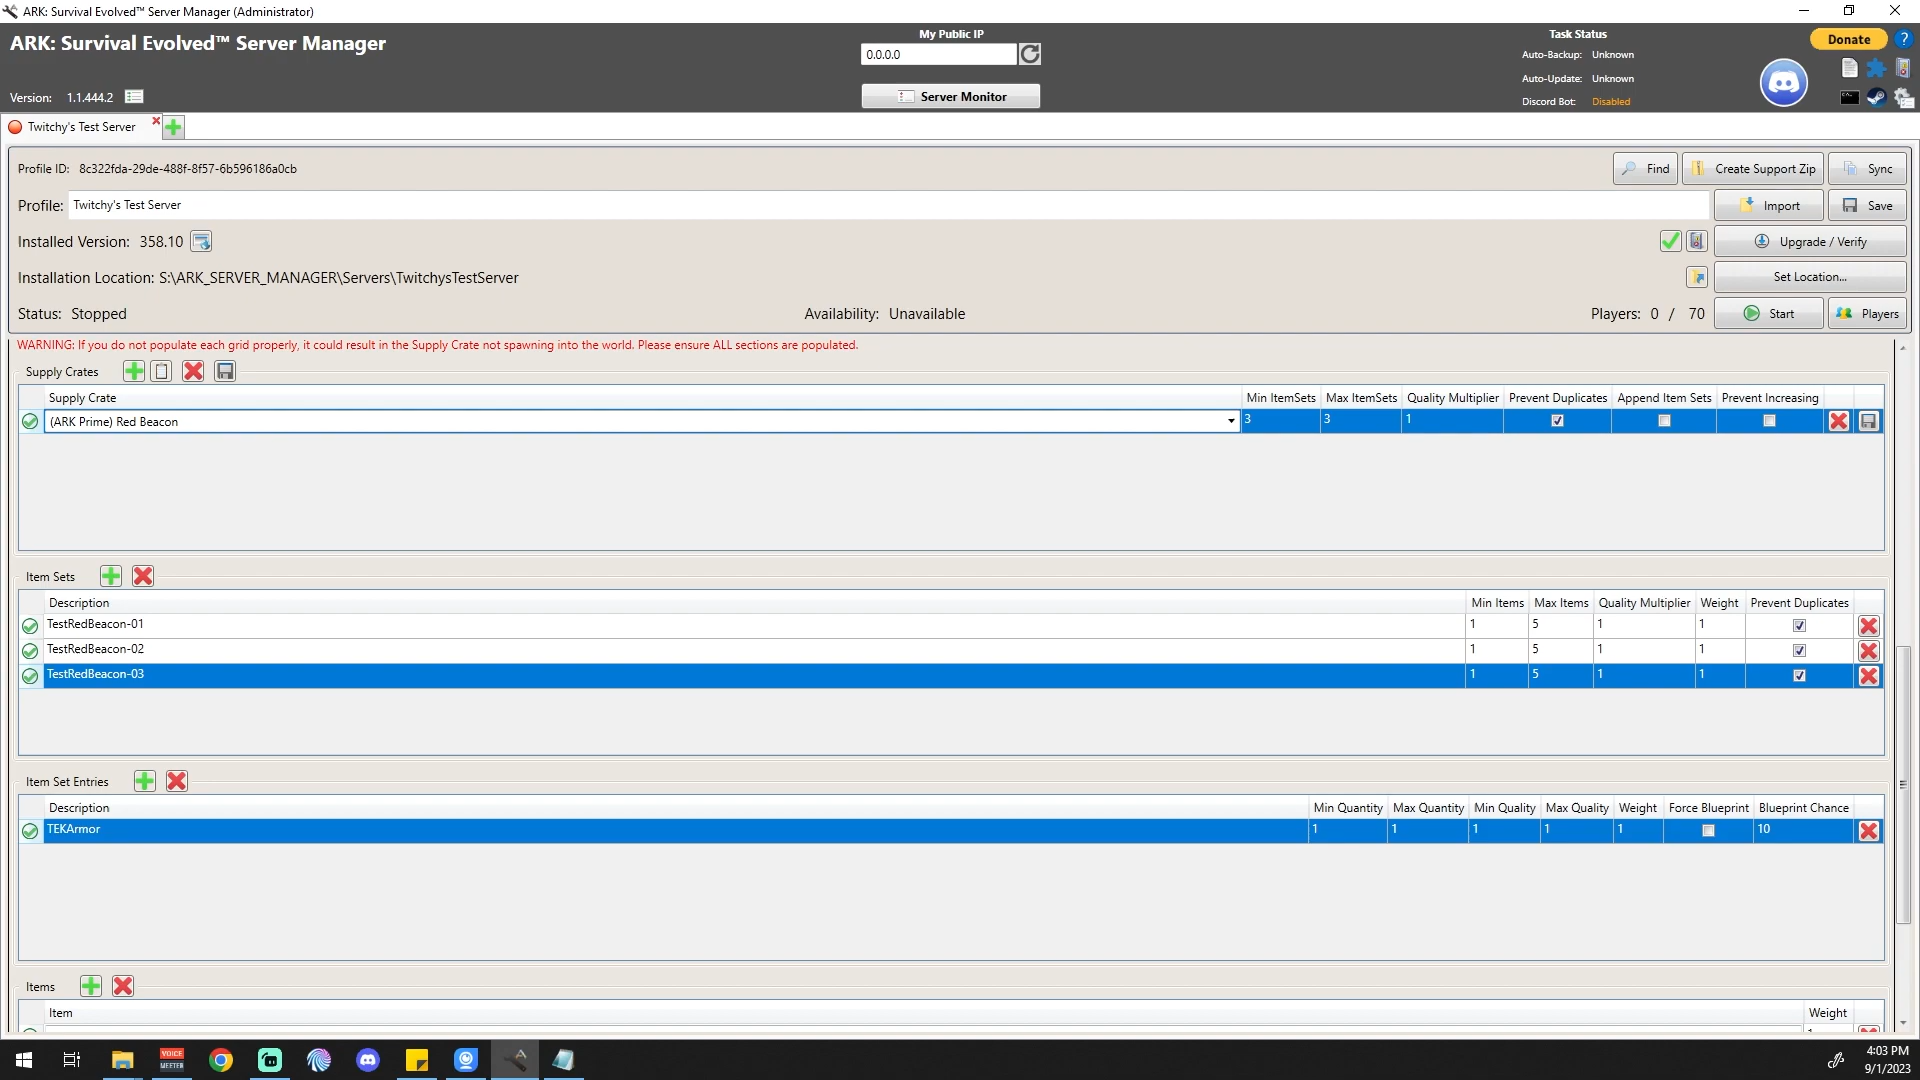 ARK: Survival Evolved™ Server Manager (Administrator)
ARK: Survival Evolved™ Server Manager
My Public IP
0.0.0.0
Task Status
Auto-Backup: Unknown
Auto-Update: Unknown
Discord Bot: Disabled
Donate
?
Version: 1.1.444.2
Server Monitor
Twitchy's Test Server
Profile ID: 8c322fda-29de-488f-8f57-6b596186a0cb
Find
Create Support Zip
Sync
Profile: Twitchy's Test Server
Import
Save
Installed Version: 358.10
Upgrade / Verify
Installation Location: S:\ARK_SERVER_MANAGER\Servers\TwitchysTestServer
Set Location...
Status: Stopped
Availability: Unavailable
Players: 0 / 70
Start
Players
WARNING: If you do not populate each grid properly, it could result in the Supply Crate not spawning into the world. Please ensure ALL sections are populated.
Supply Crates
Supply Crate Min ItemSets Max ItemSets Quality Multiplier Prevent Duplicates Append Item Sets Prevent Increasing
(ARK Prime) Red Beacon 3 3 1
Item Sets
Description Min Items Max Items Quality Multiplier Weight Prevent Duplicates
TestRedBeacon-01 1 5 1 1
TestRedBeacon-02 1 5 1 1
TestRedBeacon-03 1 5 1 1
Item Set Entries
Description Min Quantity Max Quantity Min Quality Max Quality Weight Force Blueprint Blueprint Chance
TEKArmor 1 1 1 1 1 10
Items
Item Weight
VOICE
MEETER
4:03 PM
9/1/2023